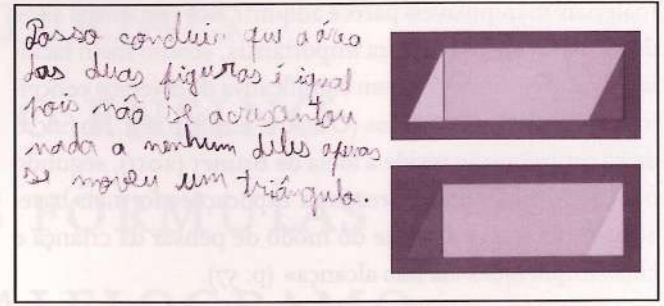 Posso concluir que a área
das duas figuras é igual
pois não se acrescentou
nada a nenhum deles apenas
se moveu um triângulo.